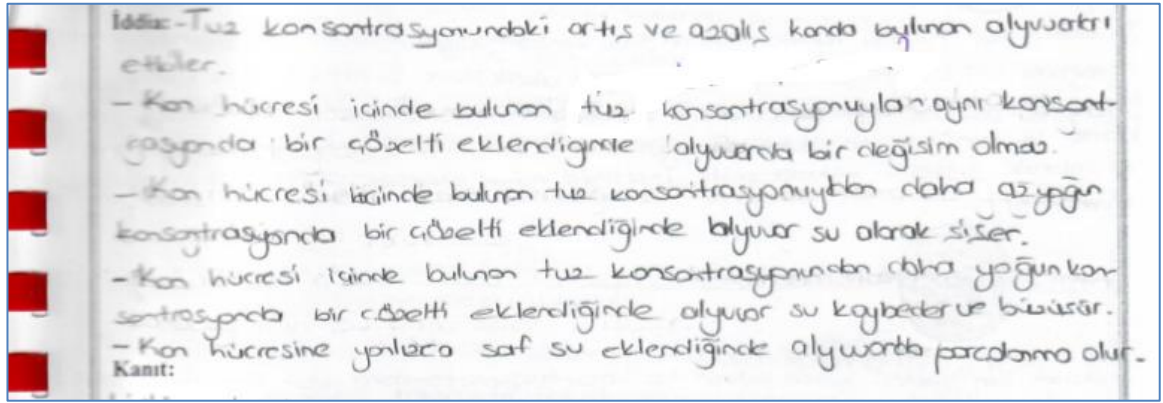 İddia: -Tuz konsantrasyonundaki artış ve azalış kanda bulunan alyuvarları
etkiler.
- Kan hücresi içinde bulunan tuz konsantrasyonuyla aynı konsant-
rasyonda bir çözelti eklendiğinde alyuvarda bir değişim olmaz.
- Kan hücresi içinde bulunan tuz konsantrasyonuyldan daha az yoğun
konsantrasyonda bir çözelti eklendiğinde alyuvar su alarak şişer.
- Kan hücresi içinde bulunan tuz konsantrasyonundan daha yoğun kon-
santrasyonda bir çözelti eklendiğinde alyuvar su kaybeder ve büzüşür.
- Kan hücresine yanlızca saf su eklendiğinde alyuvarda parçalanma olur.
Kanıt: